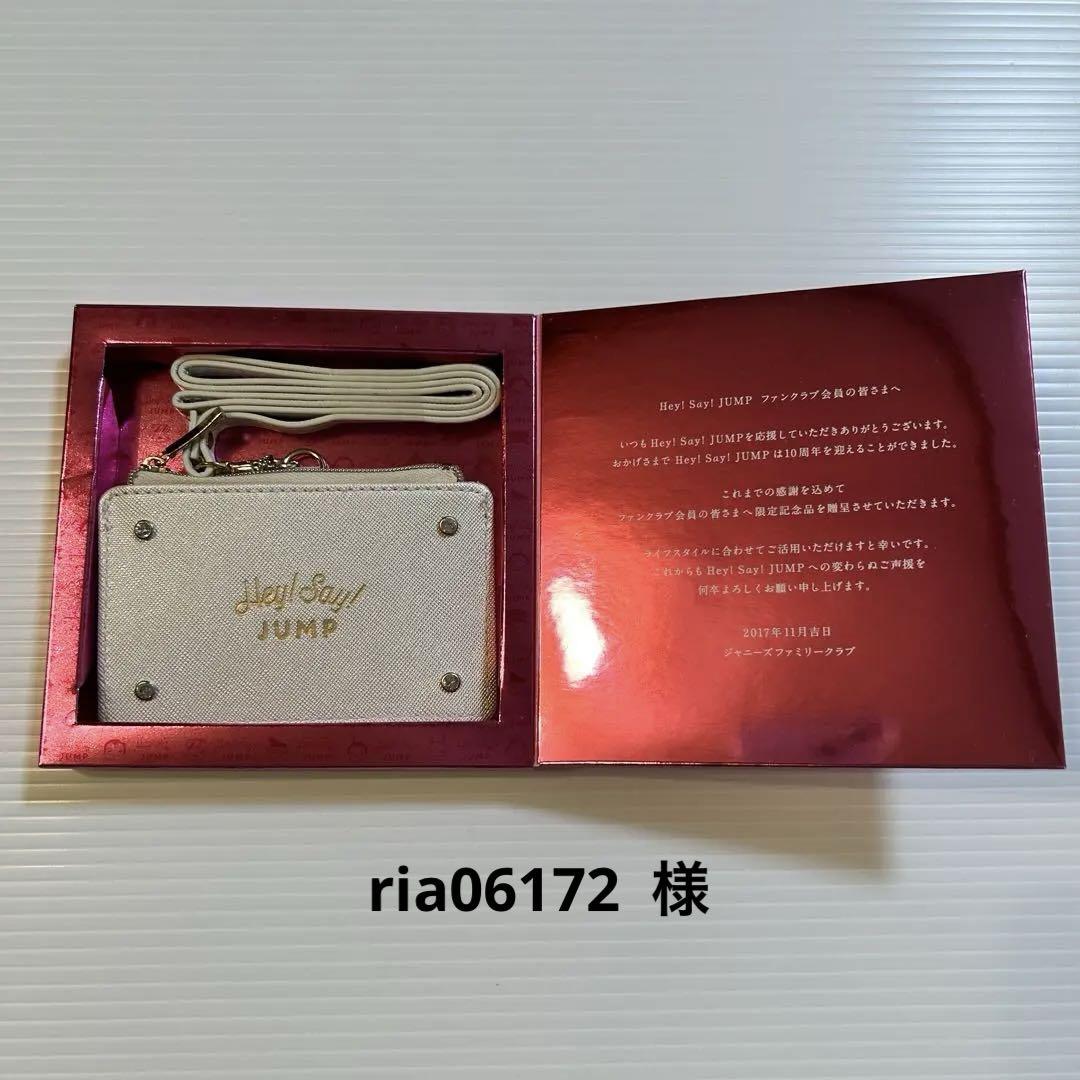 Hey! Say!
JUMP
Hey! Say! JUMP ファンクラブ会員の皆さまへ
いつもHey! Say! JUMPを応援していただきありがとうございます。
おかげさまで Hey! Say! JUMPは10周年を迎えることができました。
これまでの感謝を込めて
ファンクラブ会員の皆さまへ限定記念品を贈呈させていただきます。
ライフスタイルに合わせてご活用いただけますと幸いです。
これからもHey! Say! JUMPへの変わらぬご声援を
何卒よろしくお願い申し上げます。
2017年11月吉日
ジャニーズファミリークラブ
JUMP
JUMP
JUMP
ria06172 様